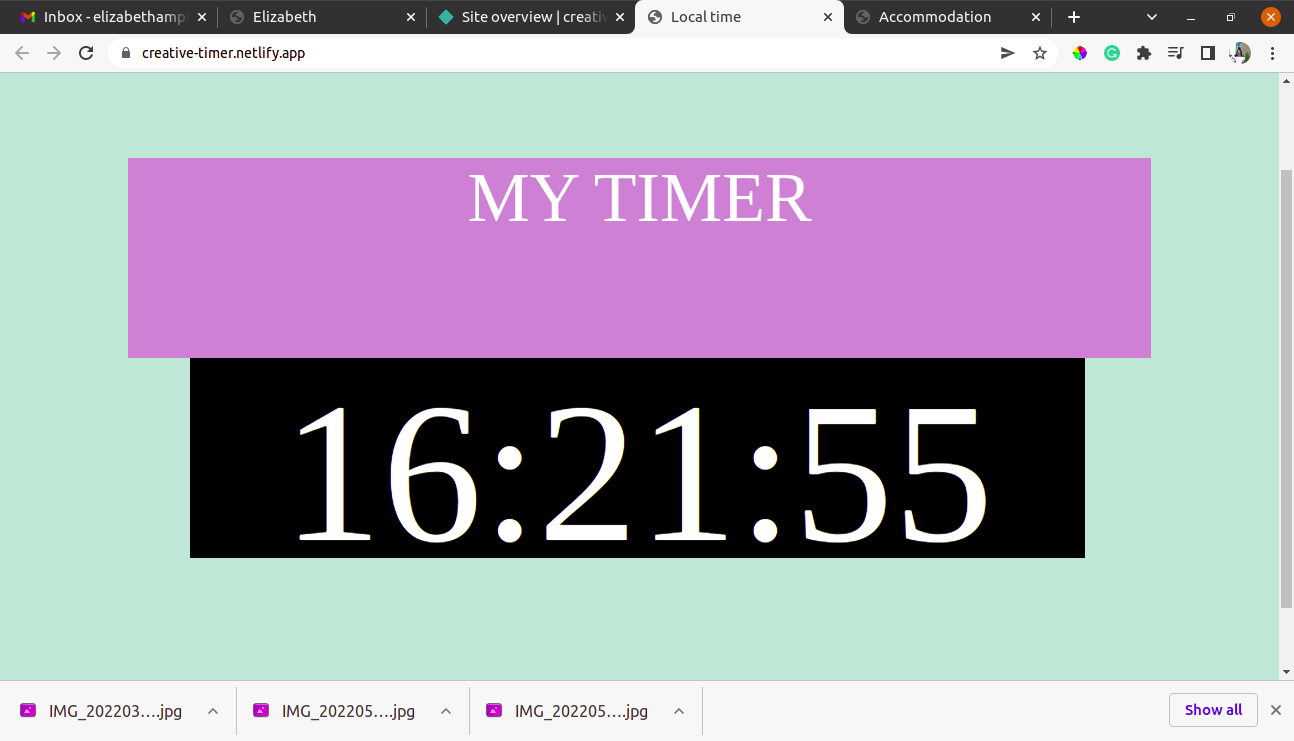 Inbox - elizabethamp
Elizabeth
Site overview | creativ
Local time
Accommodation
creative-timer.netlify.app
MY TIMER
16:21:55
IMG_202203....jpg
IMG_202205....jpg
IMG_202205....jpg
Show all